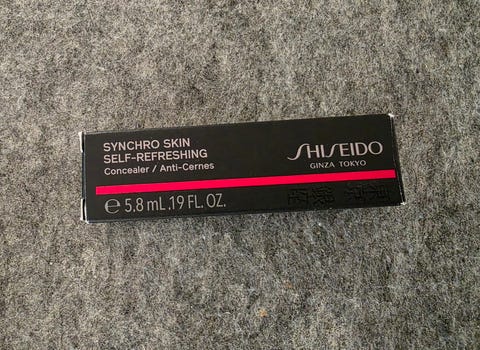 SYNCHRO SKIN
SELF-REFRESHING
Concealer / Anti-Cernes
SHISEIDO
GINZA TOKYO
℮ 5.8 mL .19 FL. OZ.